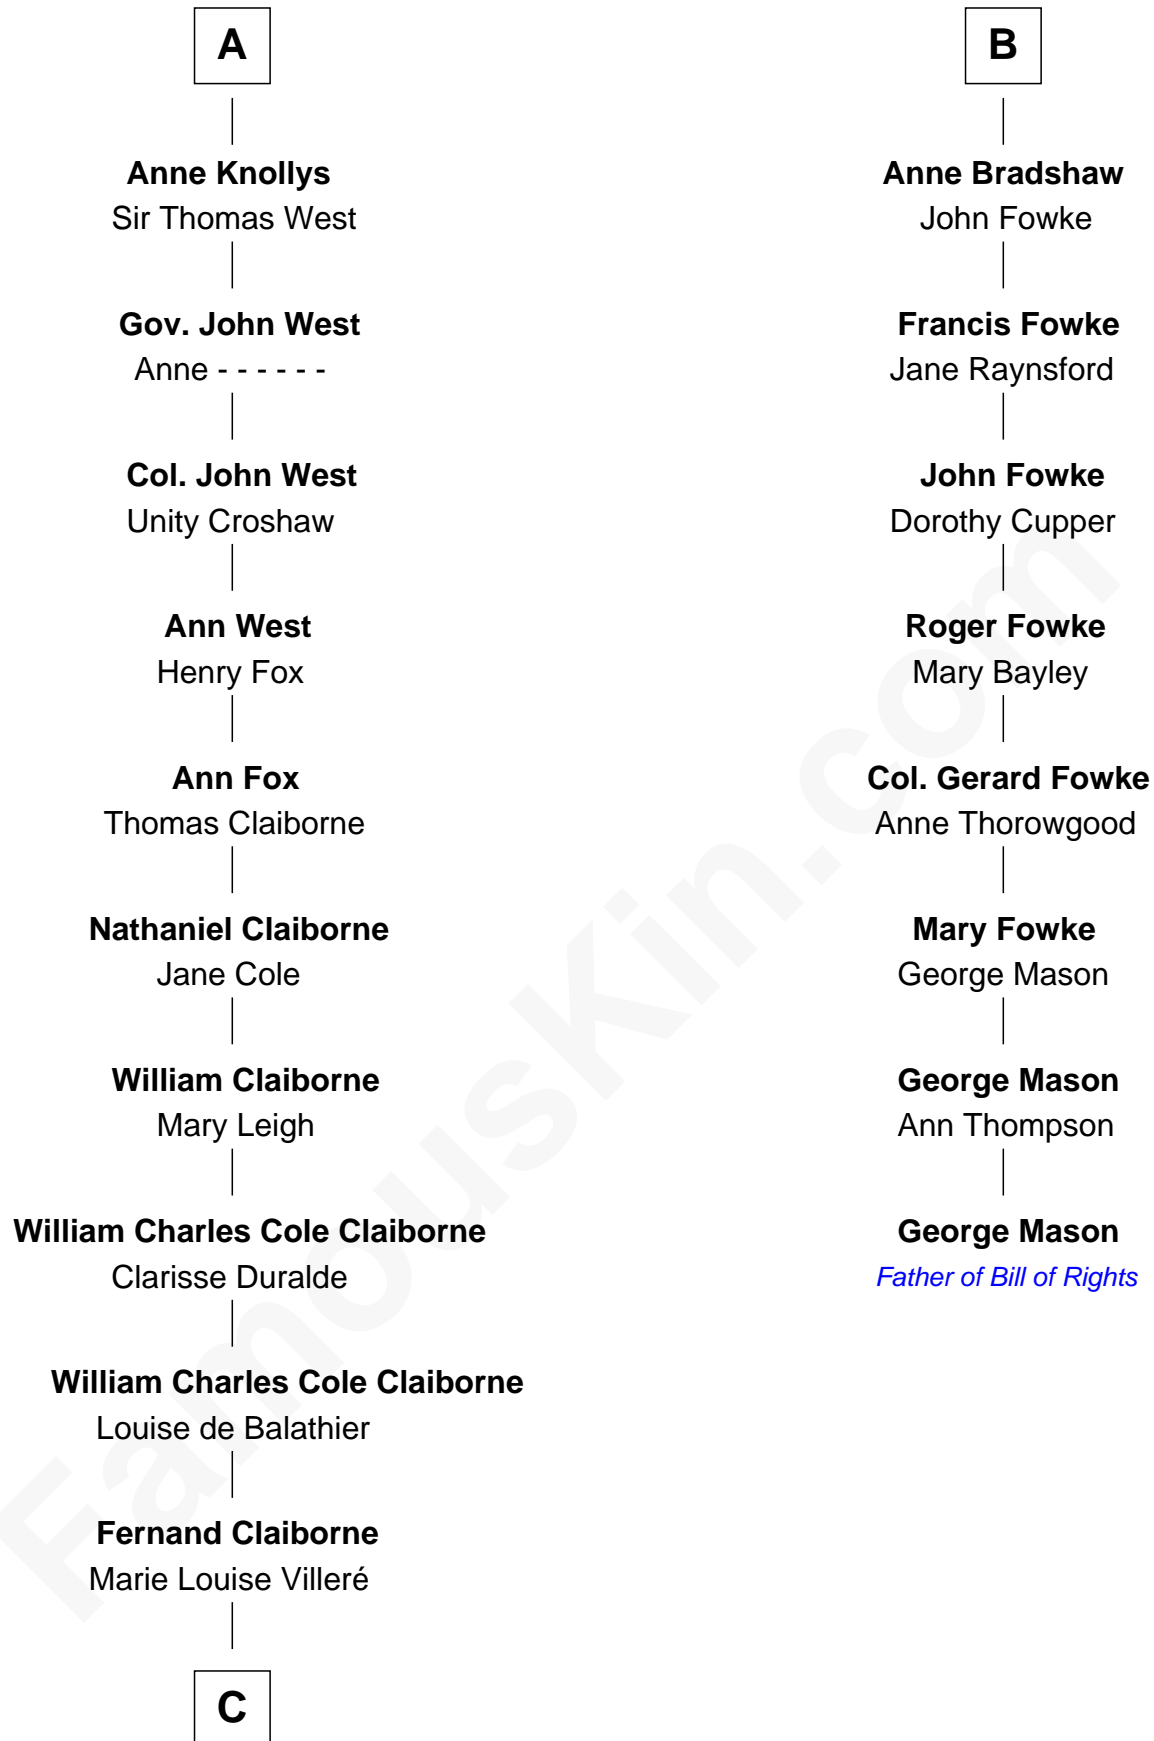 A
Anne Knollys
Sir Thomas West
Gov. John West
Anne - - - - - -
Col. John West
Unity Croshaw
Ann West
Henry Fox
Ann Fox
Thomas Claiborne
Nathaniel Claiborne
Jane Cole
William Claiborne
Mary Leigh
William Charles Cole Claiborne
Clarisse Duralde
William Charles Cole Claiborne
Louise de Balathier
Fernand Claiborne
Marie Louise Villeré
C
B
Anne Bradshaw
John Fowke
Francis Fowke
Jane Raynsford
John Fowke
Dorothy Cupper
Roger Fowke
Mary Bayley
Col. Gerard Fowke
Anne Thorowgood
Mary Fowke
George Mason
George Mason
Ann Thompson
George Mason
Father of Bill of Rights
FamousKin.com